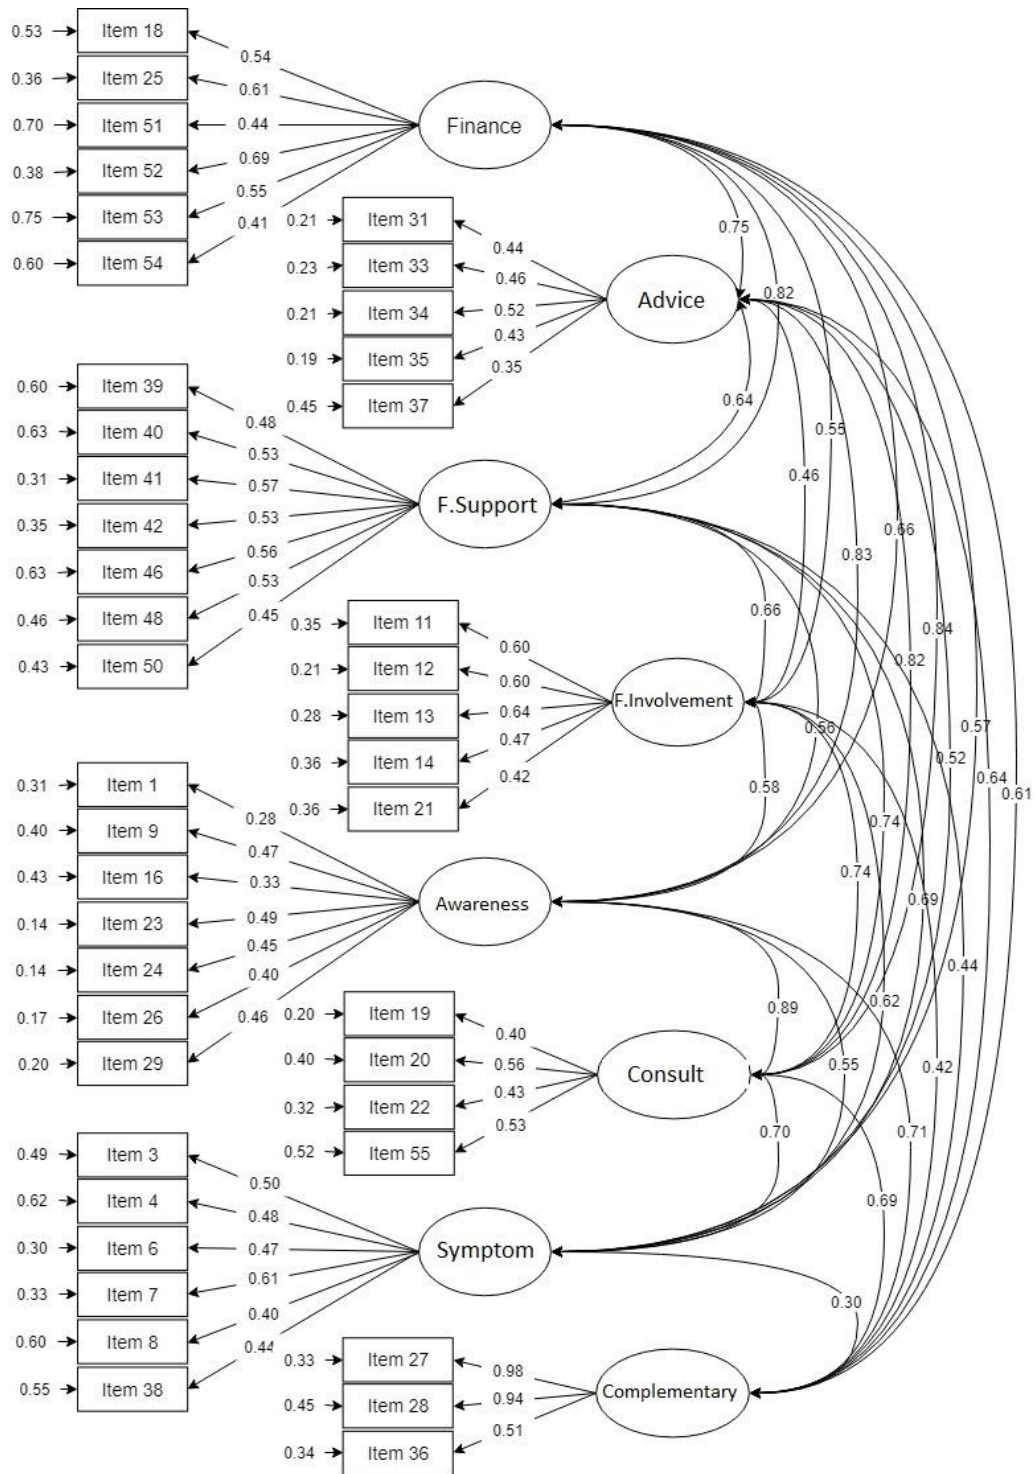 0.53 Item 18 0.54
0.36 Item 25 0.61
0.70 Item 51 0.44
0.38 Item 52 0.69
0.75 Item 53 0.55
0.60 Item 54 0.41
Finance
0.21 Item 31 0.44
0.23 Item 33 0.46
0.21 Item 34 0.52
0.19 Item 35 0.43
0.45 Item 37 0.35
Advice
0.60 Item 39 0.48
0.63 Item 40 0.53
0.31 Item 41 0.57
0.35 Item 42 0.53
0.63 Item 46 0.56
0.46 Item 48 0.53
0.43 Item 50 0.45
F.Support
0.35 Item 11 0.60
0.21 Item 12 0.60
0.28 Item 13 0.64
0.36 Item 14 0.47
0.36 Item 21 0.42
F.Involvement
0.31 Item 1 0.28
0.40 Item 9 0.47
0.43 Item 16 0.33
0.14 Item 23 0.49
0.14 Item 24 0.45
0.17 Item 26 0.40
0.20 Item 29 0.46
Awareness
0.20 Item 19 0.40
0.40 Item 20 0.56
0.32 Item 22 0.43
0.52 Item 55 0.53
Consult
0.49 Item 3 0.50
0.62 Item 4 0.48
0.30 Item 6 0.47
0.33 Item 7 0.61
0.60 Item 8 0.40
0.55 Item 38 0.44
Symptom
0.33 Item 27 0.98
0.45 Item 28 0.94
0.34 Item 36 0.51
Complementary
0.75
0.82
0.64
0.55
0.46
0.66
0.83
0.66
0.84
0.82
0.56
0.57
0.52
0.64
0.58
0.61
0.74
0.74
0.69
0.44
0.89
0.62
0.55
0.42
0.70
0.71
0.69
0.30